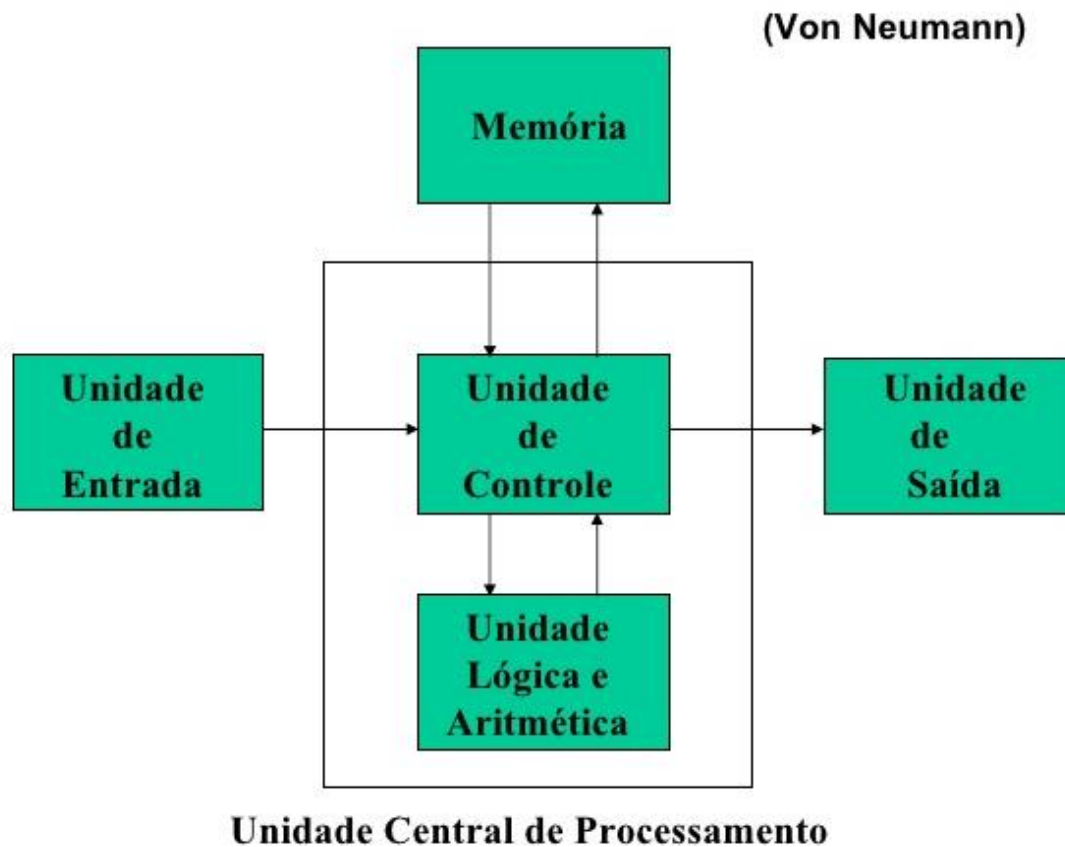 (Von Neumann)
Memória
Unidade
de
Entrada
Unidade
de
Controle
Unidade
de
Saída
Unidade
Lógica e
Aritmética
Unidade Central de Processamento